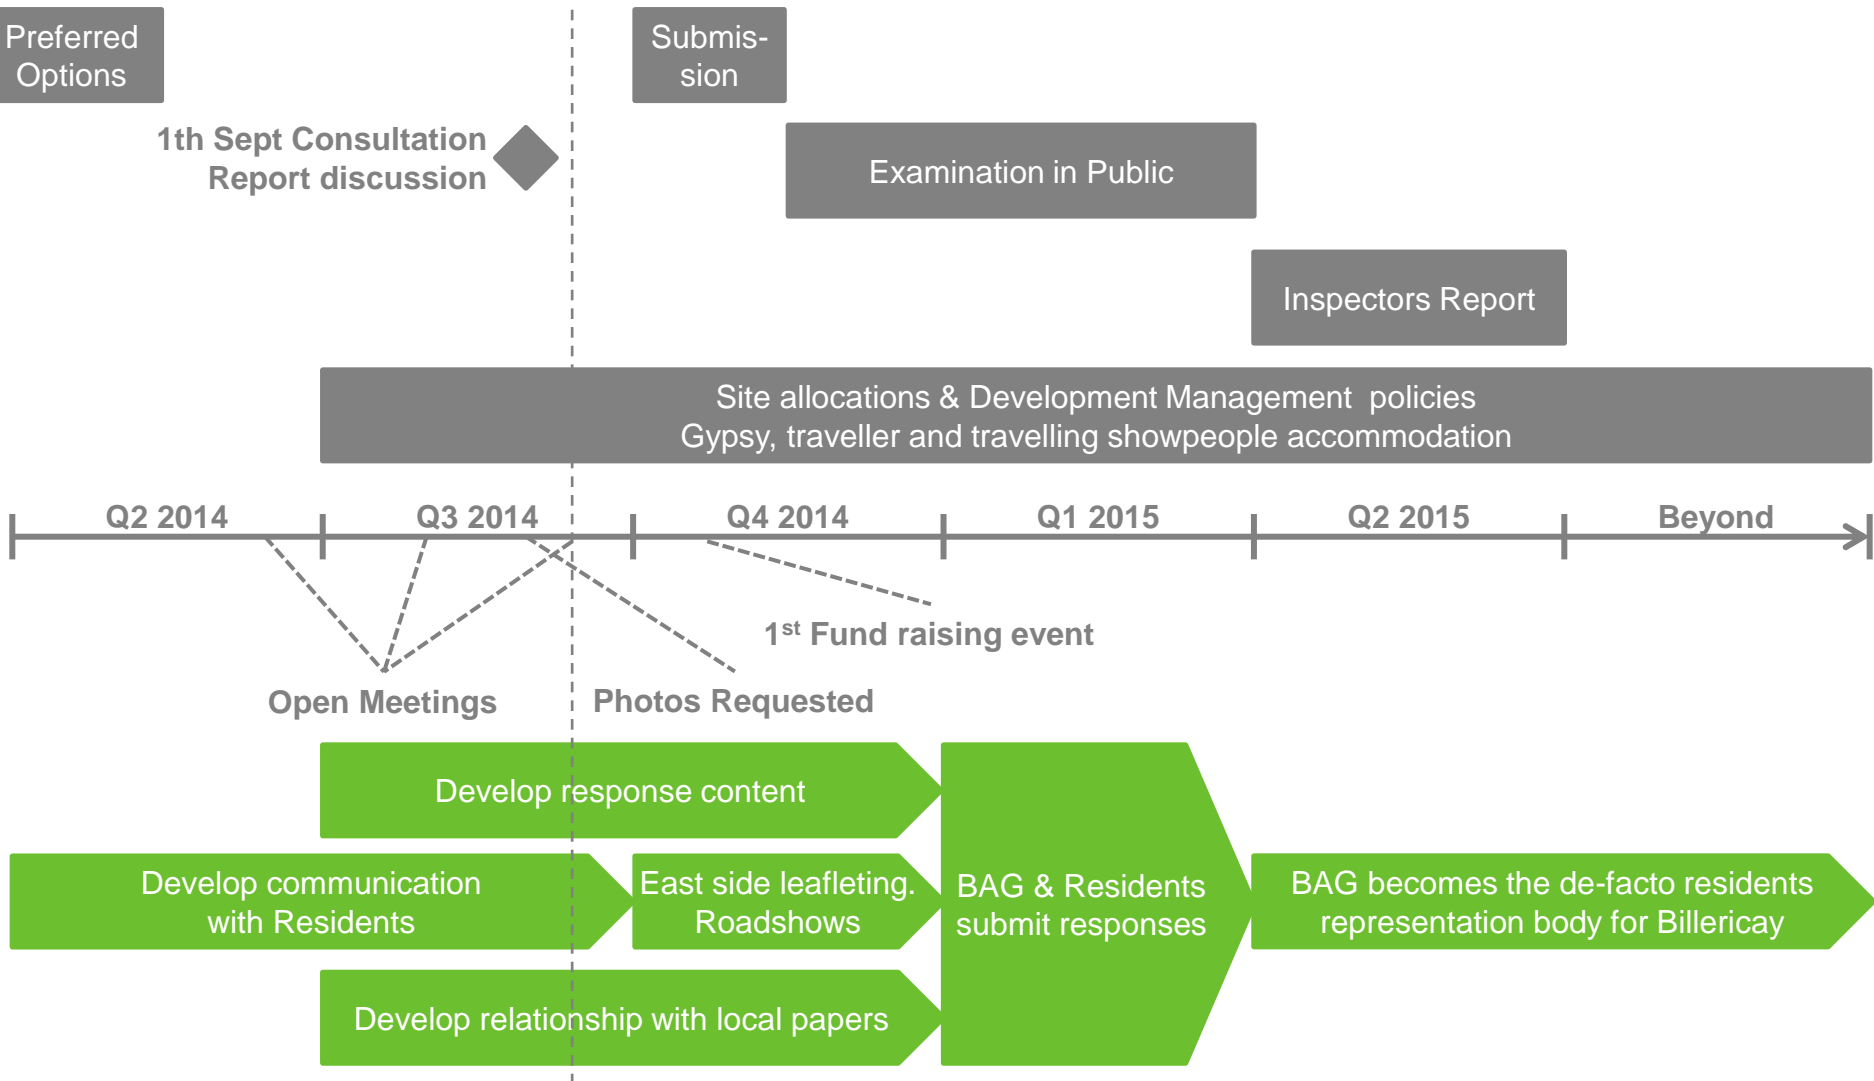 Preferred
Options
Submis-
sion
1th Sept Consultation
Report discussion
Examination in Public
Inspectors Report
Site allocations & Development Management policies
Gypsy, traveller and travelling showpeople accommodation
Q2 2014
Q3 2014
Q4 2014
Q1 2015
Q2 2015
Beyond
1st Fund raising event
Open Meetings
Photos Requested
Develop response content
Develop communication
with Residents
East side leafleting.
Roadshows
BAG & Residents
submit responses
BAG becomes the de-facto residents
representation body for Billericay
Develop relationship with local papers